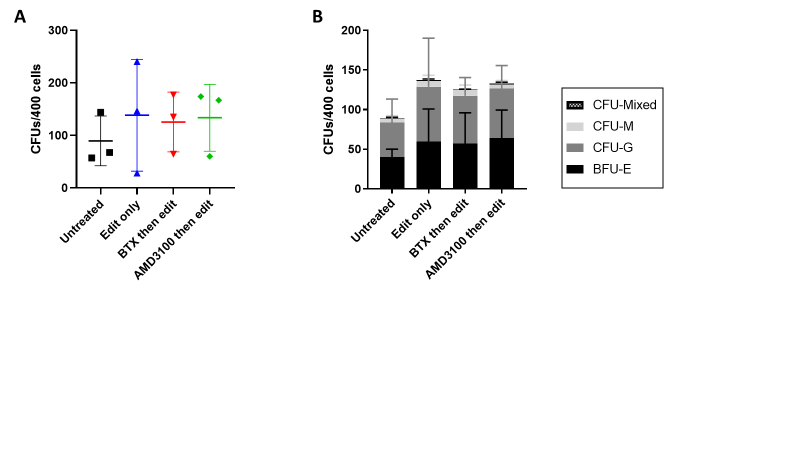 A
CFUs/400 cells
300
200
100
0
Untreated
Edit only
BTX then edit
AMD3100 then edit
B
CFUs/400 cells
200
150
100
50
0
Untreated
Edit only
BTX then edit
AMD3100 then edit
CFU-Mixed
CFU-M
CFU-G
BFU-E